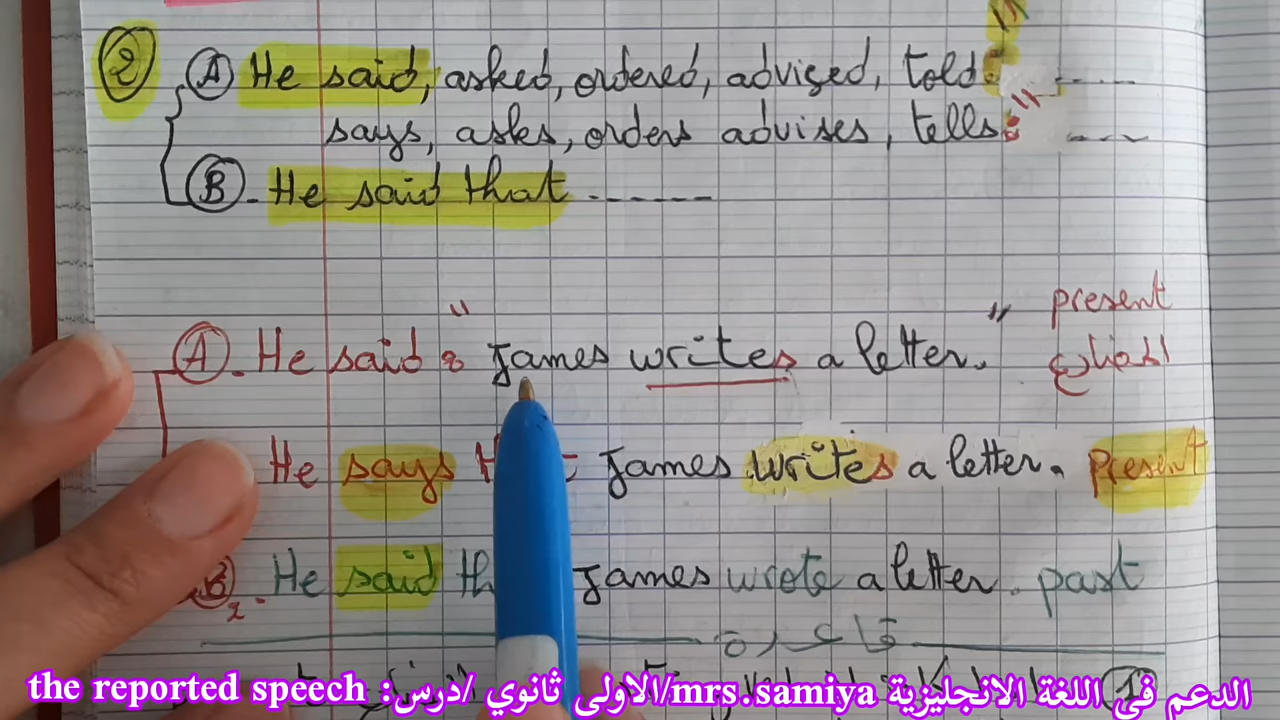 ② Ⓐ He said, asked, ordered, advised, told : " ------
says, asks, orders advises, tells : " ------
Ⓑ - He said that -------
Ⓐ. He said : " James writes a letter. " present
المضارع
He says James writes a letter. present
B2. He said James wrote a letter. past
قاعدة
الدعم في اللغة الانجليزية mrs.samiya/الاولى ثانوي /درس: the reported speech